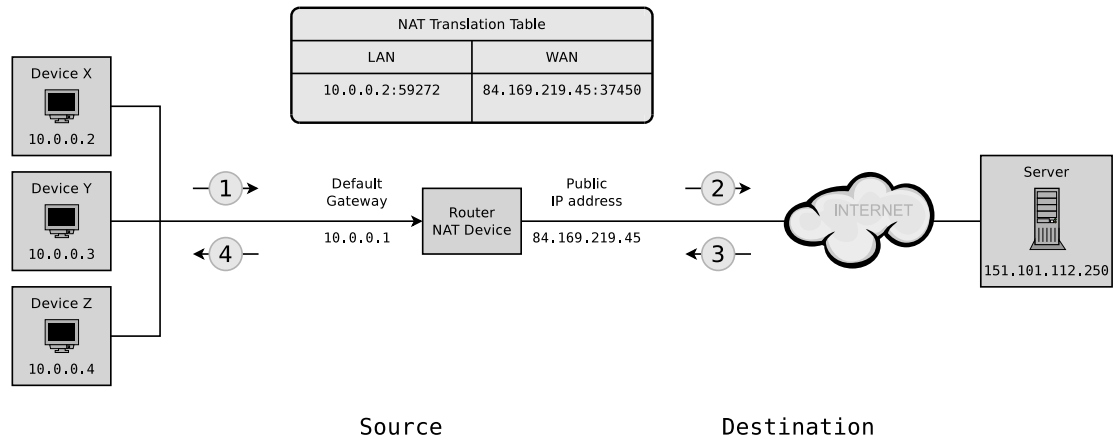 NAT Translation Table
LAN WAN
10.0.0.2:59272 84.169.219.45:37450
Device X
10.0.0.2
Device Y
10.0.0.3
Device Z
10.0.0.4
1
4
Default
Gateway
10.0.0.1
Router
NAT Device
Public
IP address
84.169.219.45
2
3
INTERNET
Server
151.101.112.250
Source Destination